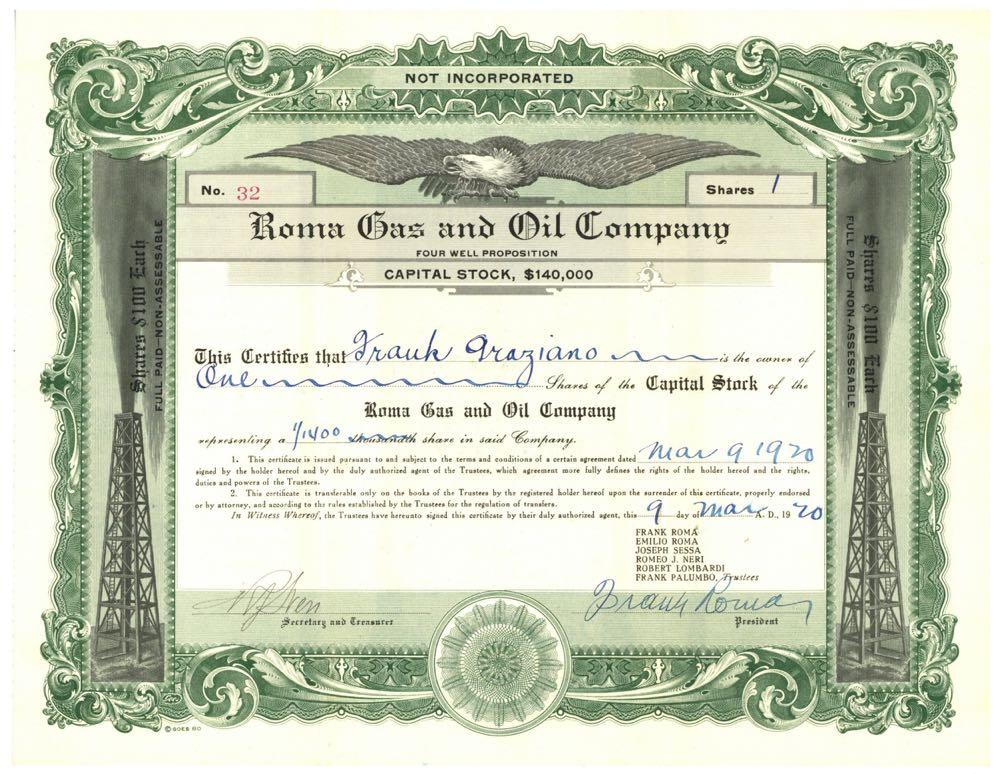 NOT INCORPORATED
No. 32
Shares 1
Roma Gas and Oil Company
FOUR WELL PROPOSITION
CAPITAL STOCK, $140,000
Shares $100 Each
FULL PAID—NON-ASSESSABLE
FULL PAID—NON-ASSESSABLE
Shares $100 Each
This Certifies that Frank Graziano is the owner of
One Shares of the Capital Stock of the
Roma Gas and Oil Company
representing a 1/1400 thousandth share in said Company.
1. This certificate is issued pursuant to and subject to the terms and conditions of a certain agreement dated Mar 9 1920
signed by the holder hereof and by the duly authorized agent of the Trustees, which agreement more fully defines the rights of the holder hereof and the rights,
duties and powers of the Trustees.
2. This certificate is transferable only on the books of the Trustees by the registered holder hereof upon the surrender of this certificate, properly endorsed
or by attorney, and according to the rules established by the Trustees for the regulation of transfers.
In Witness Whereof, the Trustees have hereunto signed this certificate by their duly authorized agent, this 9 day of Mar A. D., 1920
FRANK ROMA
EMILIO ROMA
JOSEPH SESSA
ROMEO J. NERI
ROBERT LOMBARDI
FRANK PALUMBO, Trustees
Frank Roma
Secretary and Treasurer
President
© GOES 80